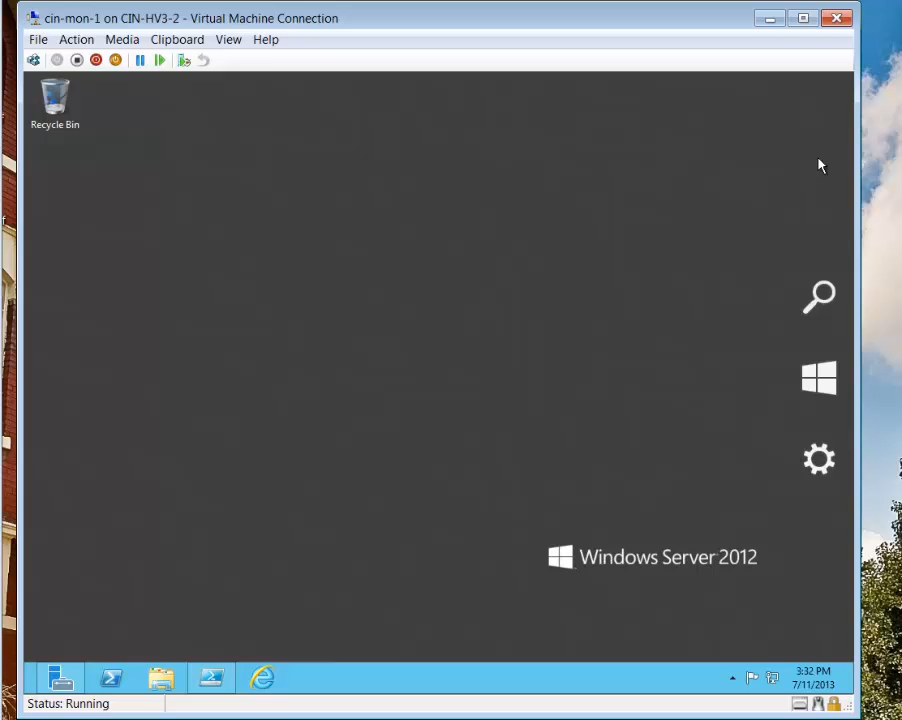 cin-mon-1 on CIN-HV3-2 - Virtual Machine Connection
File Action Media Clipboard View Help
Recycle Bin
Windows Server 2012
3:32 PM
7/11/2013
Status: Running